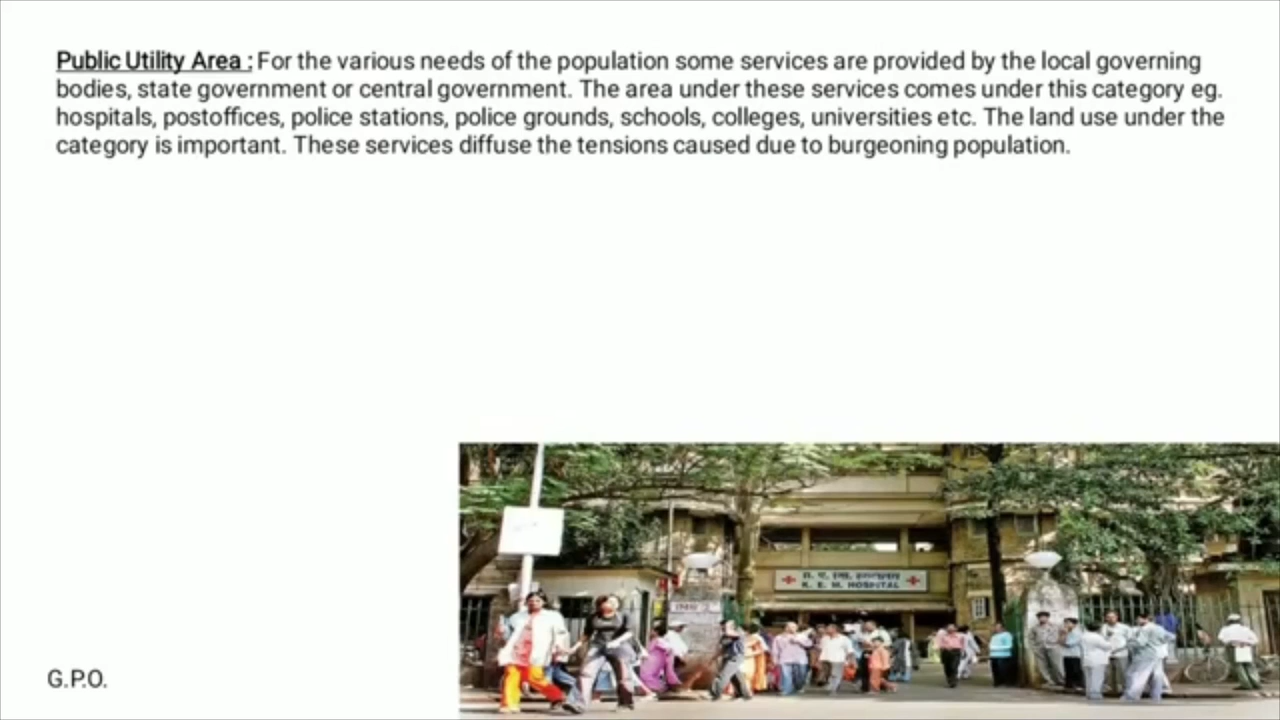 Public Utility Area : For the various needs of the population some services are provided by the local governing
bodies, state government or central government. The area under these services comes under this category eg.
hospitals, postoffices, police stations, police grounds, schools, colleges, universities etc. The land use under the
category is important. These services diffuse the tensions caused due to burgeoning population.
K. E. M. HOSPITAL
G.P.O.